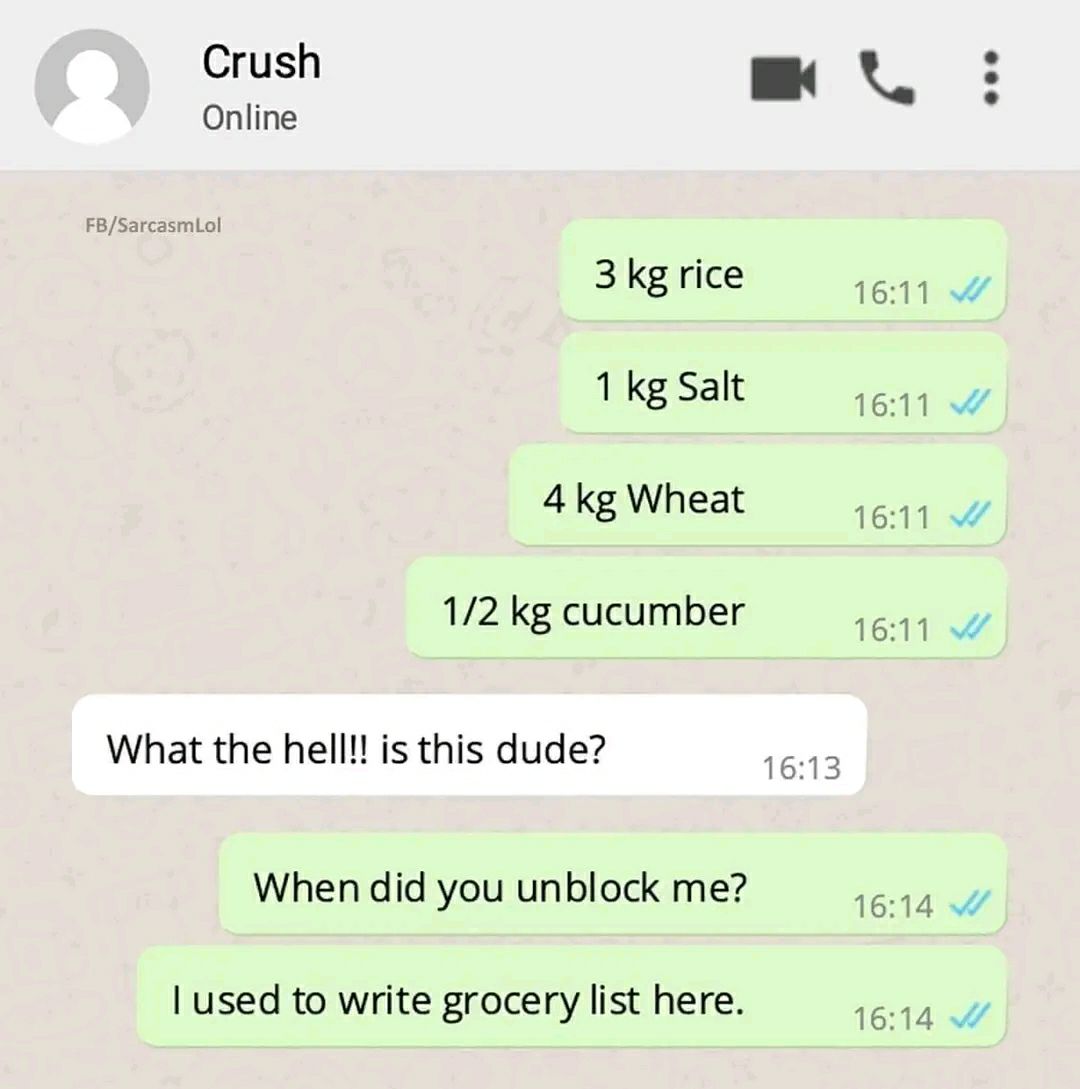 Crush
Online
FB/SarcasmLol
3 kg rice
16:11
1 kg Salt
16:11
4 kg Wheat
16:11
1/2 kg cucumber
16:11
What the hell!! is this dude?
16:13
When did you unblock me?
16:14
I used to write grocery list here.
16:14